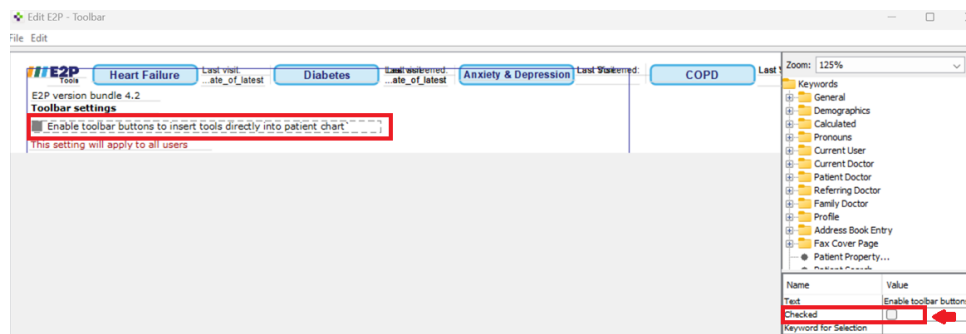 Edit E2P - Toolbar
File Edit
E2P Tools
Heart Failure
Last visit:
...ate_of_latest
Diabetes
...ate_of_latest
Anxiety & Depression
COPD
E2P version bundle 4.2
Toolbar settings
Enable toolbar buttons to insert tools directly into patient chart
This setting will apply to all users
Zoom: 125%
Keywords
General
Demographics
Calculated
Pronouns
Current User
Current Doctor
Patient Doctor
Referring Doctor
Family Doctor
Profile
Address Book Entry
Fax Cover Page
Patient Property...
Name Value
Text Enable toolbar button
Checked
Keyword for Selection